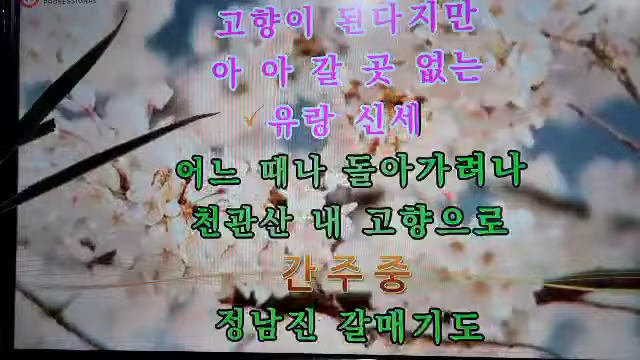 PROFESSIONAL
고향이 된다지만
아 아 갈 곳 없는
유랑 신세
어느 때나 돌아가려나
천관산 내 고향으로
간주중
정남진 갈매기도